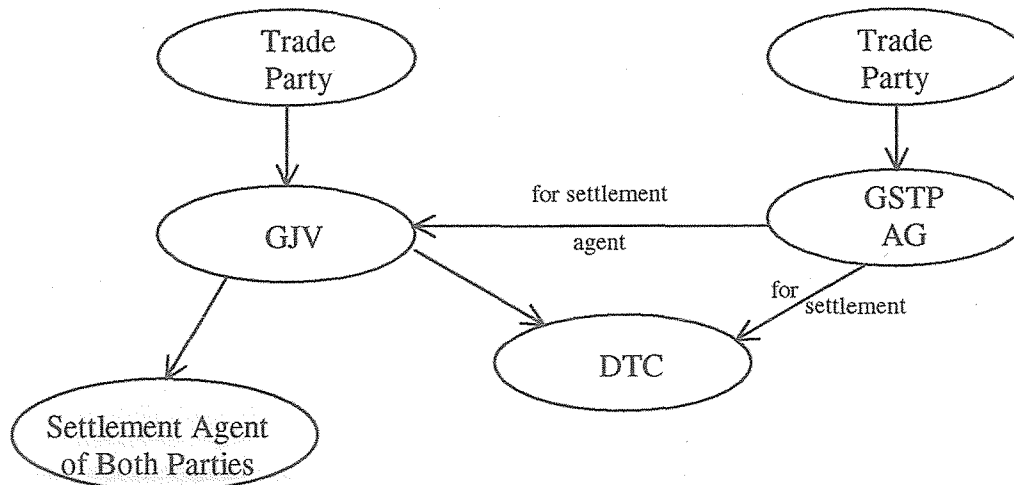 Trade
Party
Trade
Party
GJV
for settlement
agent
GSTP
AG
for
settlement
DTC
Settlement Agent
of Both Parties